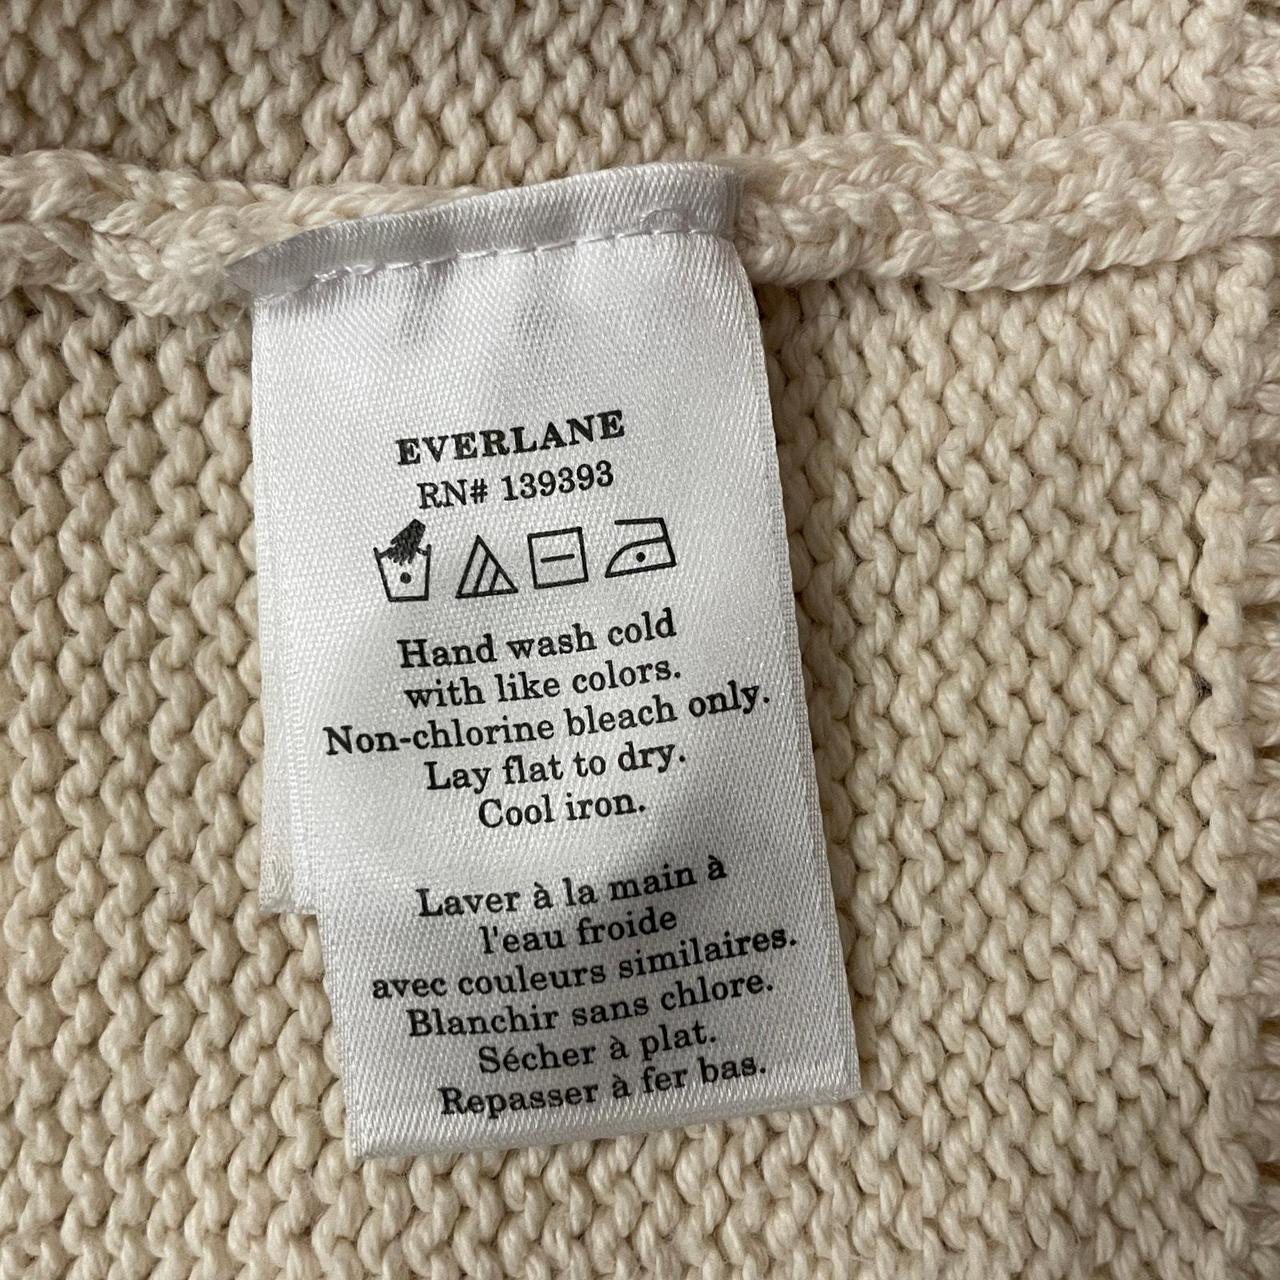 EVERLANE
RN# 139393
Hand wash cold
with like colors.
Non-chlorine bleach only.
Lay flat to dry.
Cool iron.
Laver à la main à
l'eau froide
avec couleurs similaires.
Blanchir sans chlore.
Sécher à plat.
Repasser à fer bas.